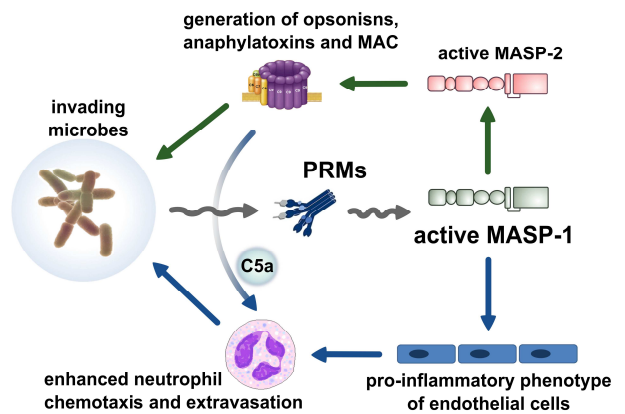 generation of opsonisns,
anaphylatoxins and MAC
active MASP-2
invading
microbes
PRMs
active MASP-1
C5a
enhanced neutrophil
chemotaxis and extravasation
pro-inflammatory phenotype
of endothelial cells